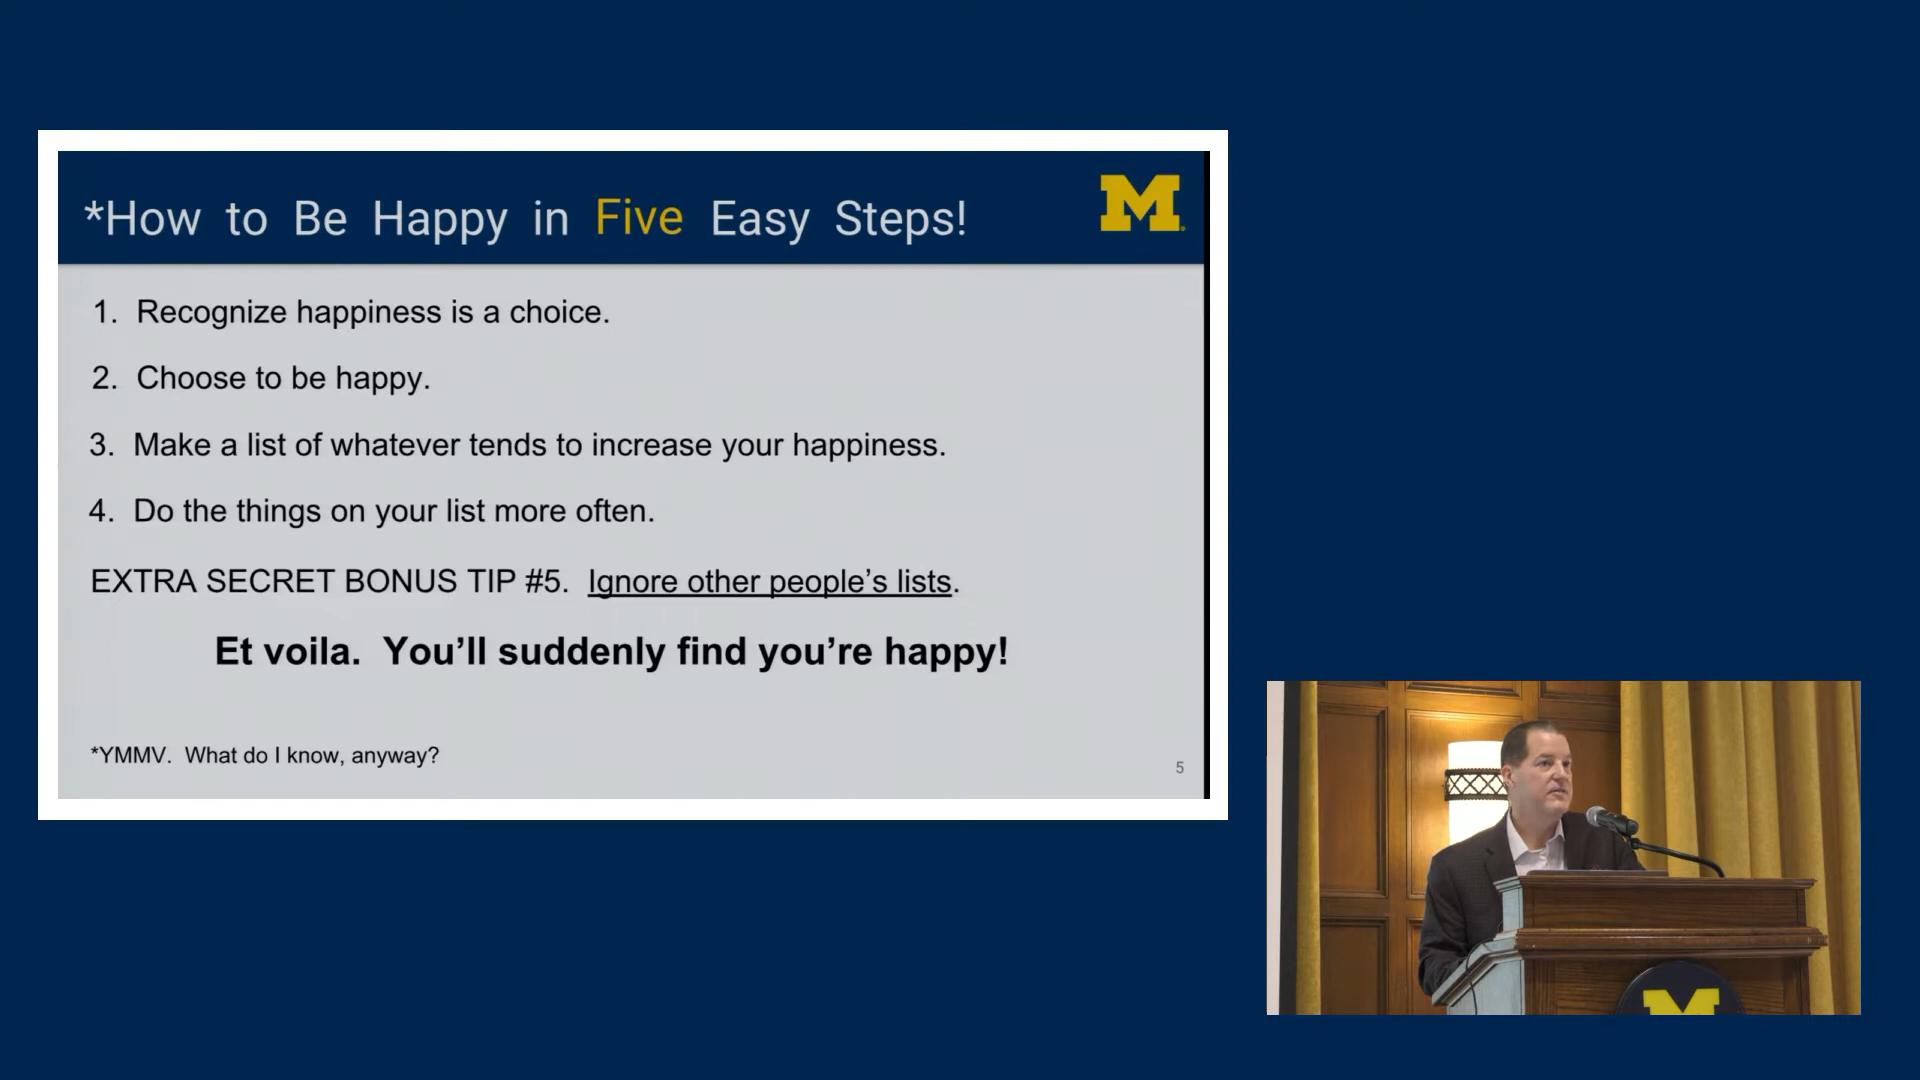 *How to Be Happy in Five Easy Steps!
M
1. Recognize happiness is a choice.
2. Choose to be happy.
3. Make a list of whatever tends to increase your happiness.
4. Do the things on your list more often.
EXTRA SECRET BONUS TIP #5. Ignore other people’s lists.
Et voila. You’ll suddenly find you’re happy!
*YMMV. What do I know, anyway?
5
M